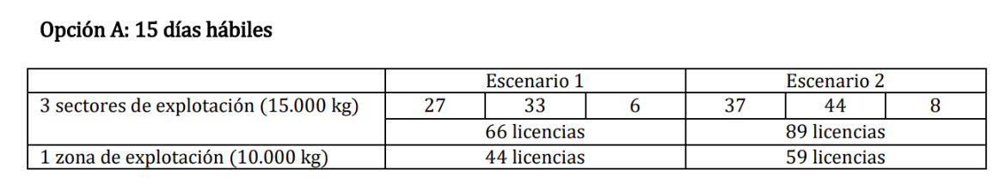 Opción A: 15 días hábiles
Escenario 1 Escenario 2
3 sectores de explotación (15.000 kg) 27 33 6 37 44 8
66 licencias 89 licencias
1 zona de explotación (10.000 kg) 44 licencias 59 licencias